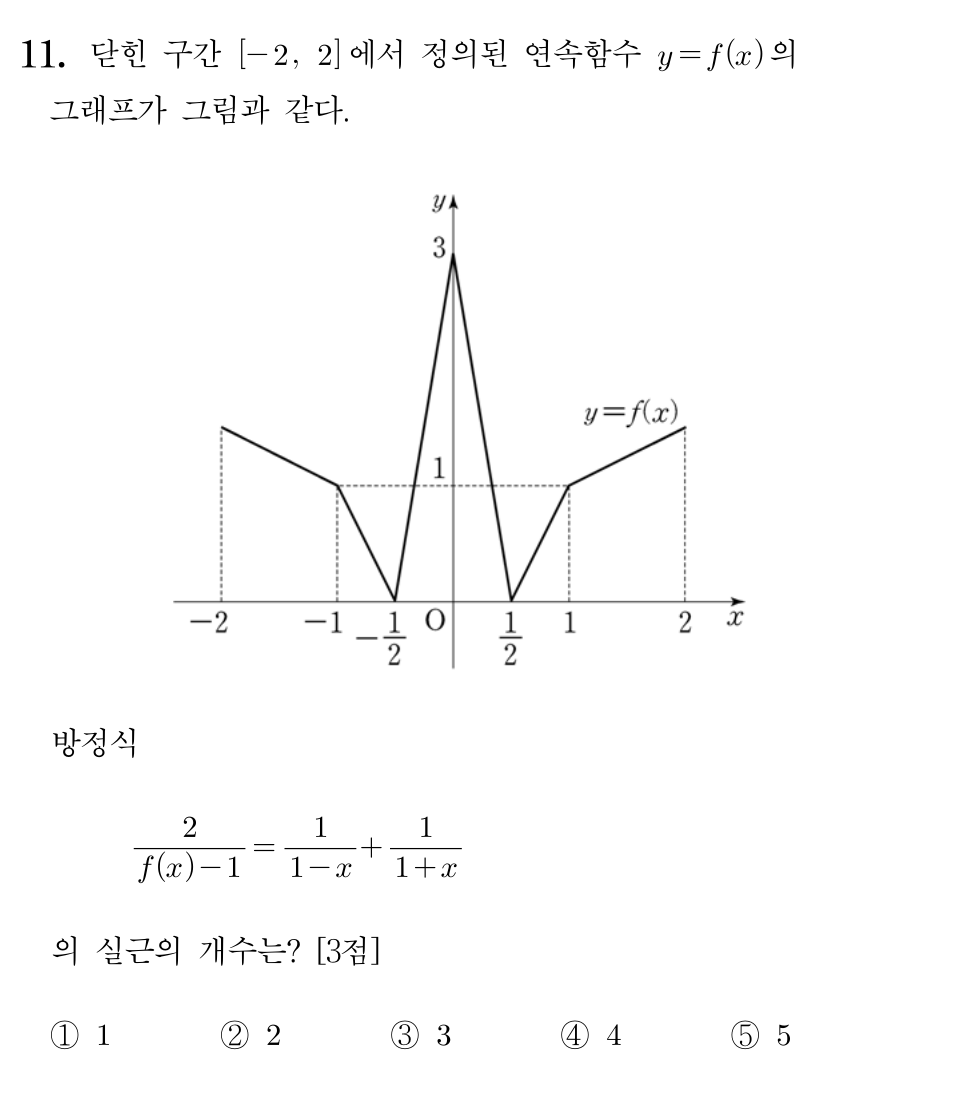 11. 닫힌 구간 [−2, 2]에서 정의된 연속함수 y=f(x)의
그래프가 그림과 같다.
y
3
y=f(x)
1
−2 −1 −1/2 O 1/2 1 2 x
방정식
2/(f(x)−1) = 1/(1−x) + 1/(1+x)
의 실근의 개수는? [3점]
① 1 ② 2 ③ 3 ④ 4 ⑤ 5